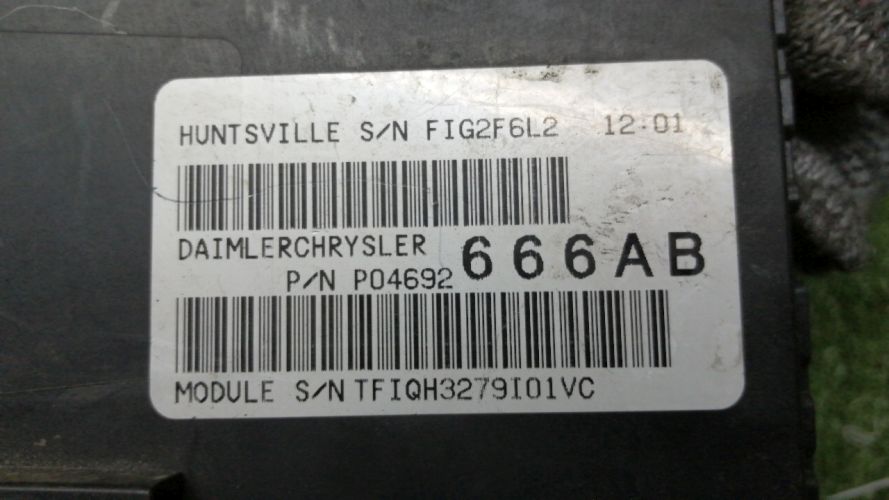 HUNTSVILLE S/N FIG2F6L2 12:01
DAIMLERCHRYSLER
P/N P04692 666AB
MODULE S/N TFIQH3279I01VC